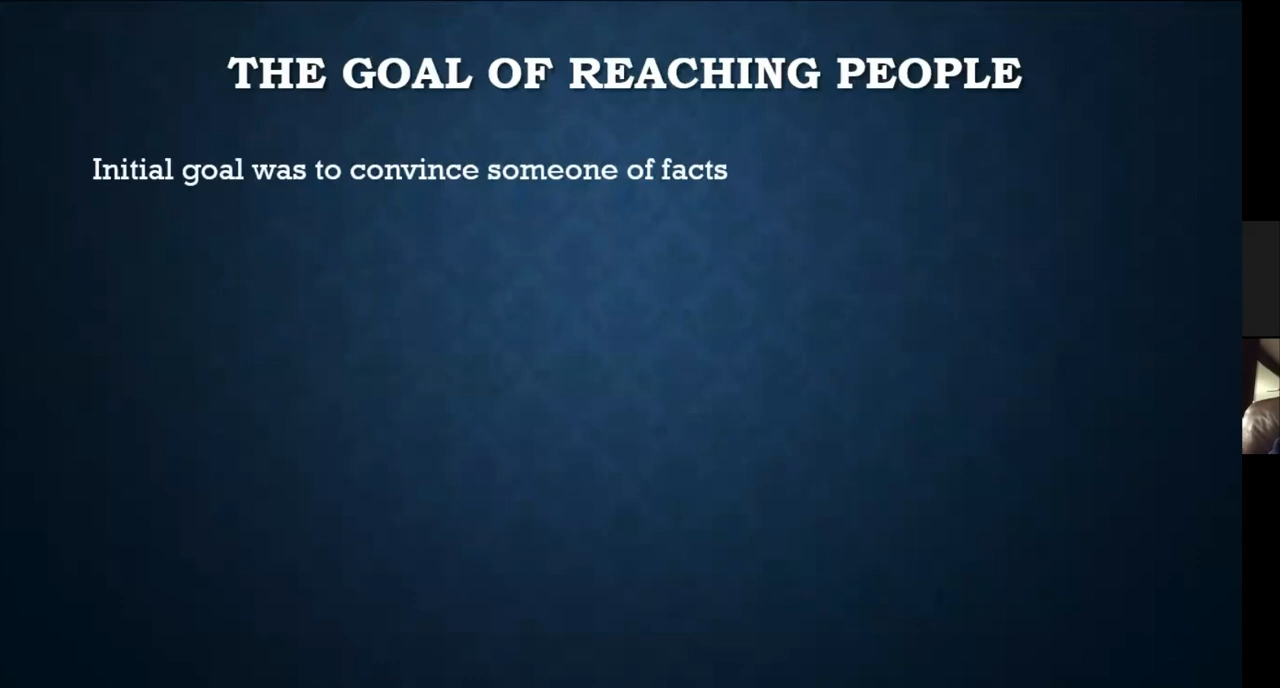 THE GOAL OF REACHING PEOPLE
Initial goal was to convince someone of facts